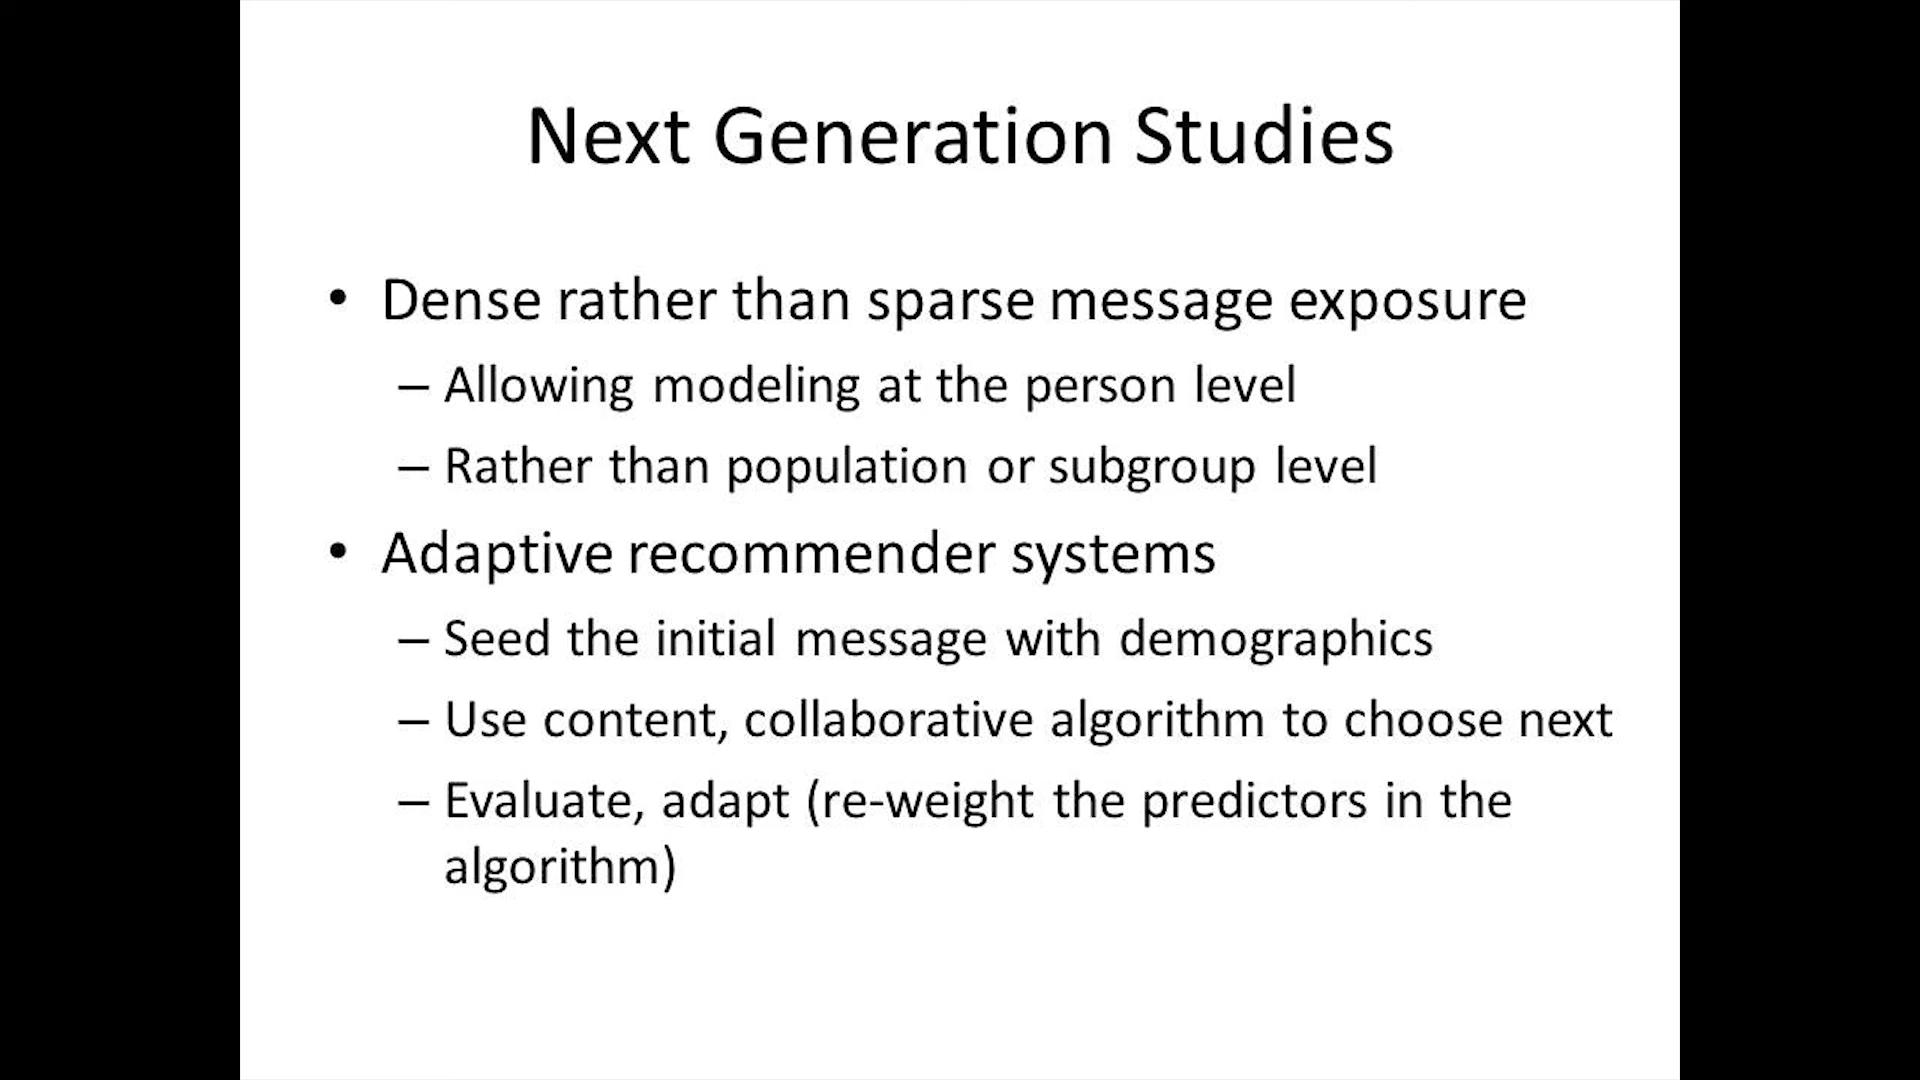 Next Generation Studies
• Dense rather than sparse message exposure
– Allowing modeling at the person level
– Rather than population or subgroup level
• Adaptive recommender systems
– Seed the initial message with demographics
– Use content, collaborative algorithm to choose next
– Evaluate, adapt (re-weight the predictors in the
algorithm)